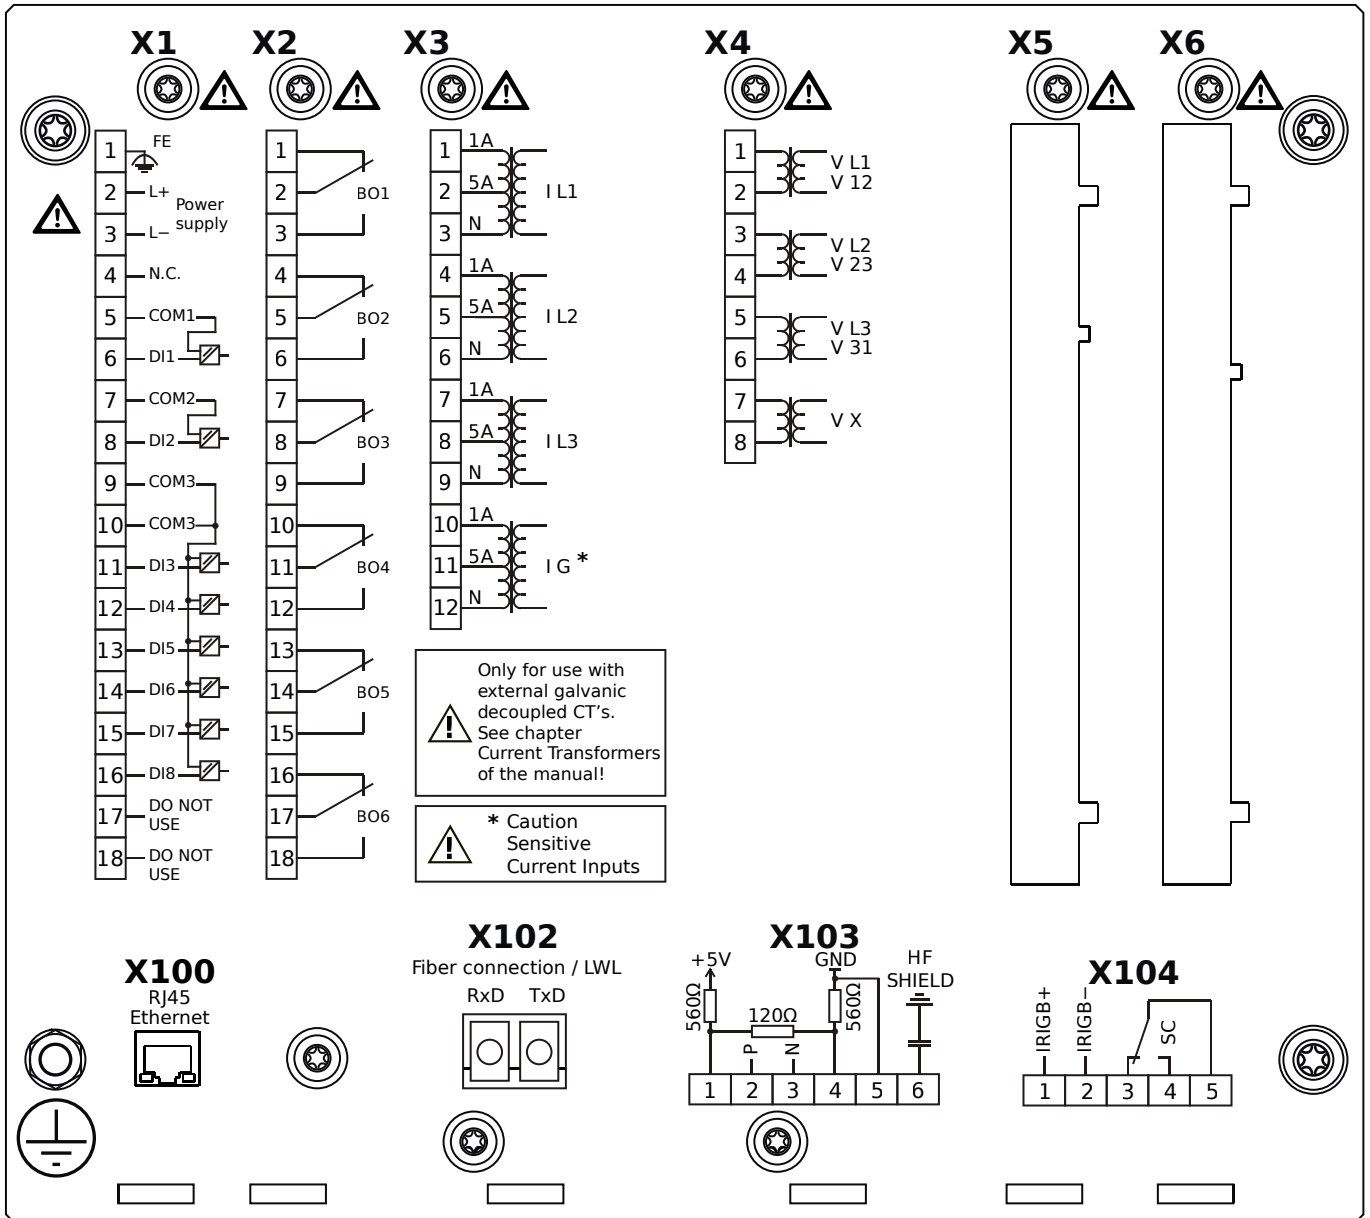 X1
X2
X3
X4
X5
X6
1 FE
2 L+
3 L−
Power
supply
4 N.C.
5 COM1
6 DI1
7 COM2
8 DI2
9 COM3
10 COM3
11 DI3
12 DI4
13 DI5
14 DI6
15 DI7
16 DI8
17 DO NOT
USE
18 DO NOT
USE
1
2 BO1
3
4
5 BO2
6
7
8 BO3
9
10
11 BO4
12
13
14 BO5
15
16
17 BO6
18
1 1A
2 5A I L1
3 N
4 1A
5 5A I L2
6 N
7 1A
8 5A I L3
9 N
10 1A
11 5A I G *
12 N
Only for use with
external galvanic
decoupled CT's.
See chapter
Current Transformers
of the manual!
* Caution
Sensitive
Current Inputs
1 V L1
2 V 12
3 V L2
4 V 23
5 V L3
6 V 31
7 V X
8
X100
RJ45
Ethernet
X102
Fiber connection / LWL
RxD TxD
X103
+5V GND HF
SHIELD
560Ω 120Ω 560Ω
P N
1 2 3 4 5 6
X104
IRIGB+ IRIGB− SC
1 2 3 4 5